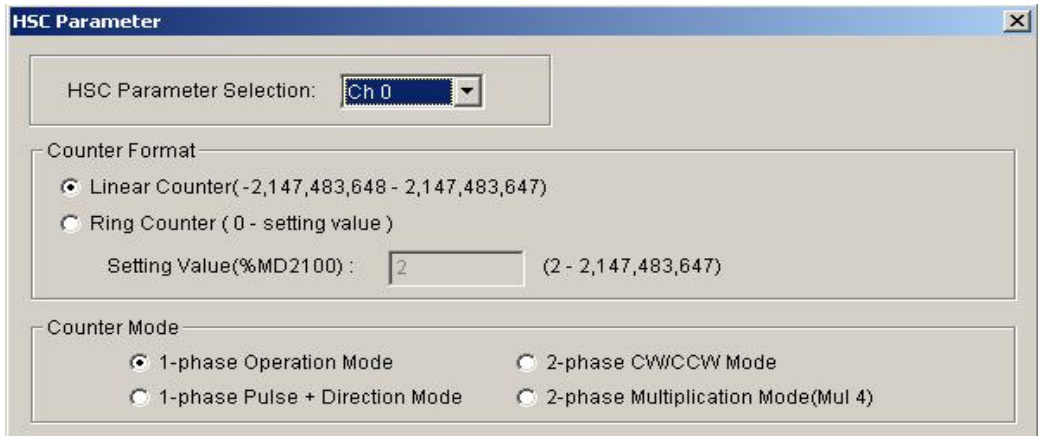 HSC Parameter
HSC Parameter Selection: Ch 0
Counter Format
Linear Counter( -2,147,483,648 - 2,147,483,647)
Ring Counter ( 0 - setting value )
Setting Value(%MD2100) : 2 (2 - 2,147,483,647)
Counter Mode
1-phase Operation Mode 2-phase CW/CCW Mode
1-phase Pulse + Direction Mode 2-phase Multiplication Mode(Mul 4)